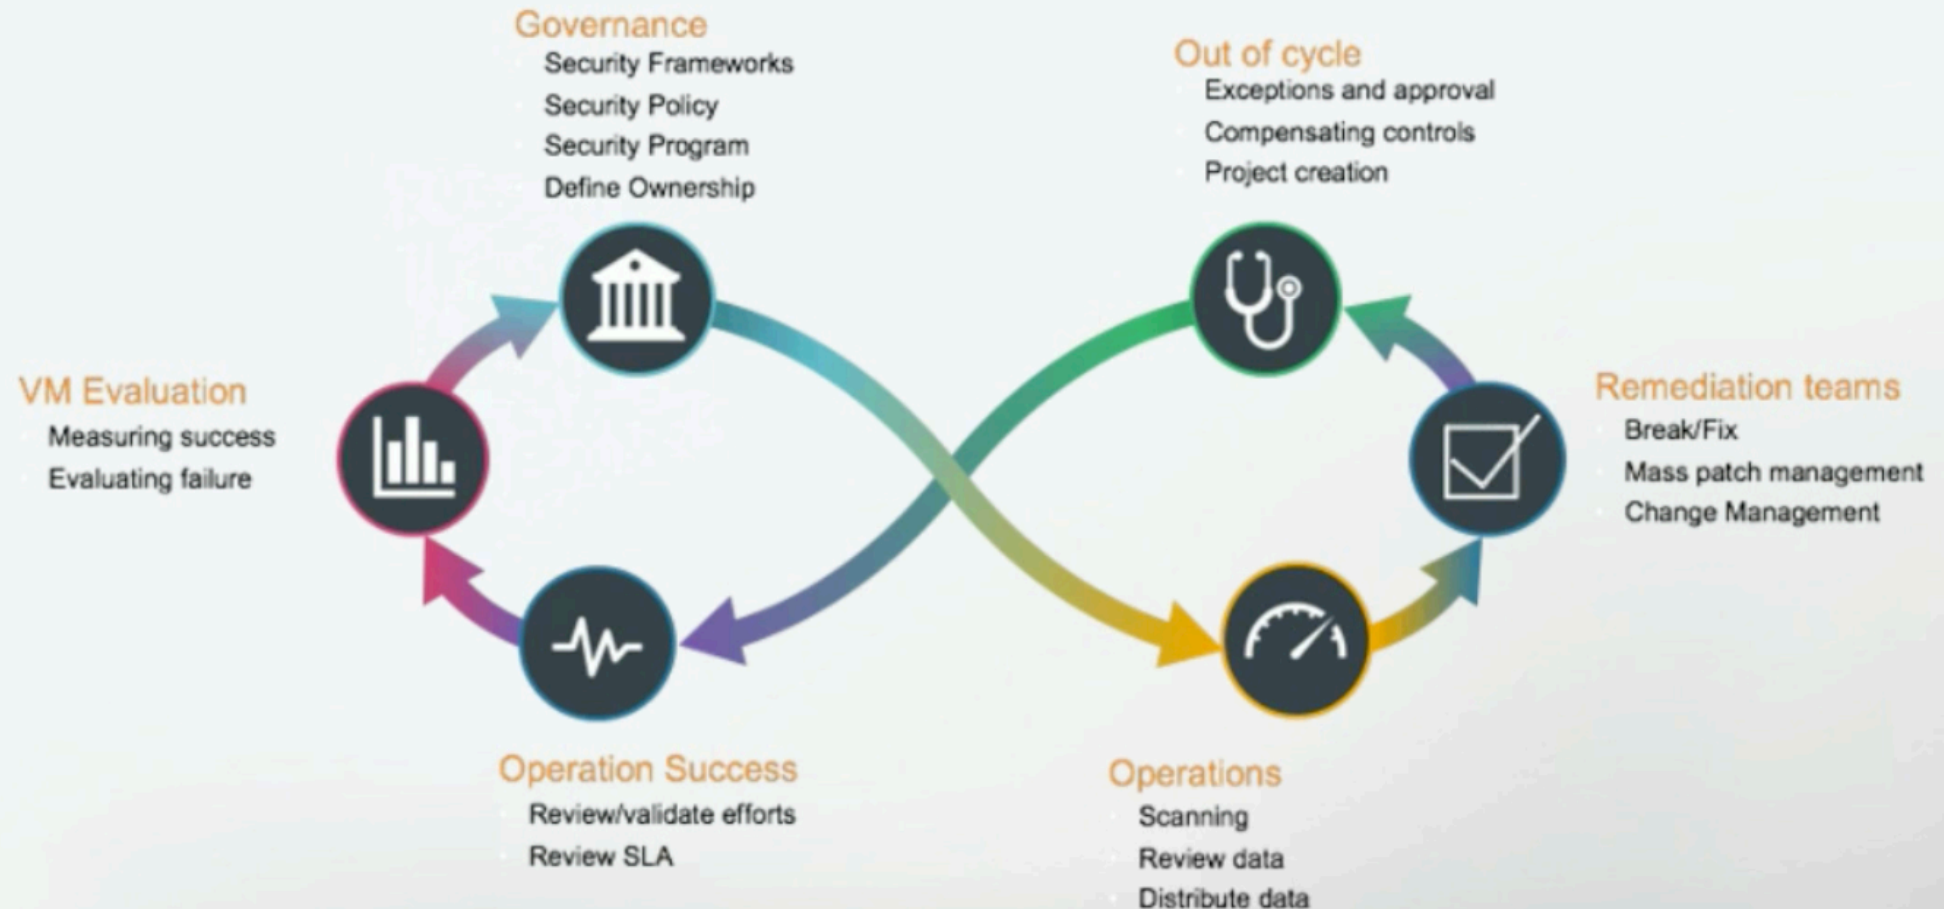 Governance
Security Frameworks
Security Policy
Security Program
Define Ownership
Out of cycle
Exceptions and approval
Compensating controls
Project creation
VM Evaluation
Measuring success
Evaluating failure
Remediation teams
Break/Fix
Mass patch management
Change Management
Operation Success
Review/validate efforts
Review SLA
Operations
Scanning
Review data
Distribute data